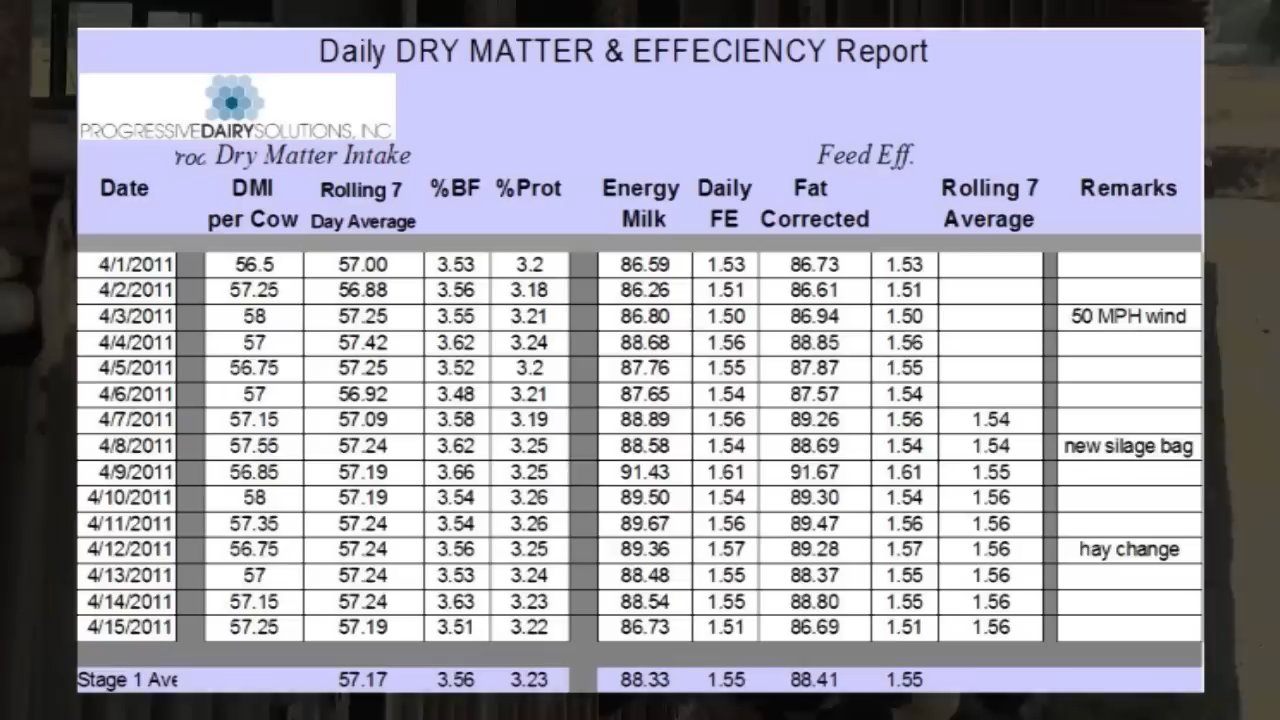 Daily DRY MATTER & EFFECIENCY Report
PROGRESSIVEDAIRYSOLUTIONS, INC
roc Dry Matter Intake Feed Eff.
Date DMI Rolling 7 %BF %Prot Energy Daily Fat Rolling 7 Remarks
per Cow Day Average Milk FE Corrected Average
4/1/2011 56.5 57.00 3.53 3.2 86.59 1.53 86.73 1.53
4/2/2011 57.25 56.88 3.56 3.18 86.26 1.51 86.61 1.51
4/3/2011 58 57.25 3.55 3.21 86.80 1.50 86.94 1.50 50 MPH wind
4/4/2011 57 57.42 3.62 3.24 88.68 1.56 88.85 1.56
4/5/2011 56.75 57.25 3.52 3.2 87.76 1.55 87.87 1.55
4/6/2011 57 56.92 3.48 3.21 87.65 1.54 87.57 1.54
4/7/2011 57.15 57.09 3.58 3.19 88.89 1.56 89.26 1.56 1.54
4/8/2011 57.55 57.24 3.62 3.25 88.58 1.54 88.69 1.54 1.54 new silage bag
4/9/2011 56.85 57.19 3.66 3.25 91.43 1.61 91.67 1.61 1.55
4/10/2011 58 57.19 3.54 3.26 89.50 1.54 89.30 1.54 1.56
4/11/2011 57.35 57.24 3.54 3.26 89.67 1.56 89.47 1.56 1.56
4/12/2011 56.75 57.24 3.56 3.25 89.36 1.57 89.28 1.57 1.56 hay change
4/13/2011 57 57.24 3.53 3.24 88.48 1.55 88.37 1.55 1.56
4/14/2011 57.15 57.24 3.63 3.23 88.54 1.55 88.80 1.55 1.56
4/15/2011 57.25 57.19 3.51 3.22 86.73 1.51 86.69 1.51 1.56
Stage 1 Ave 57.17 3.56 3.23 88.33 1.55 88.41 1.55